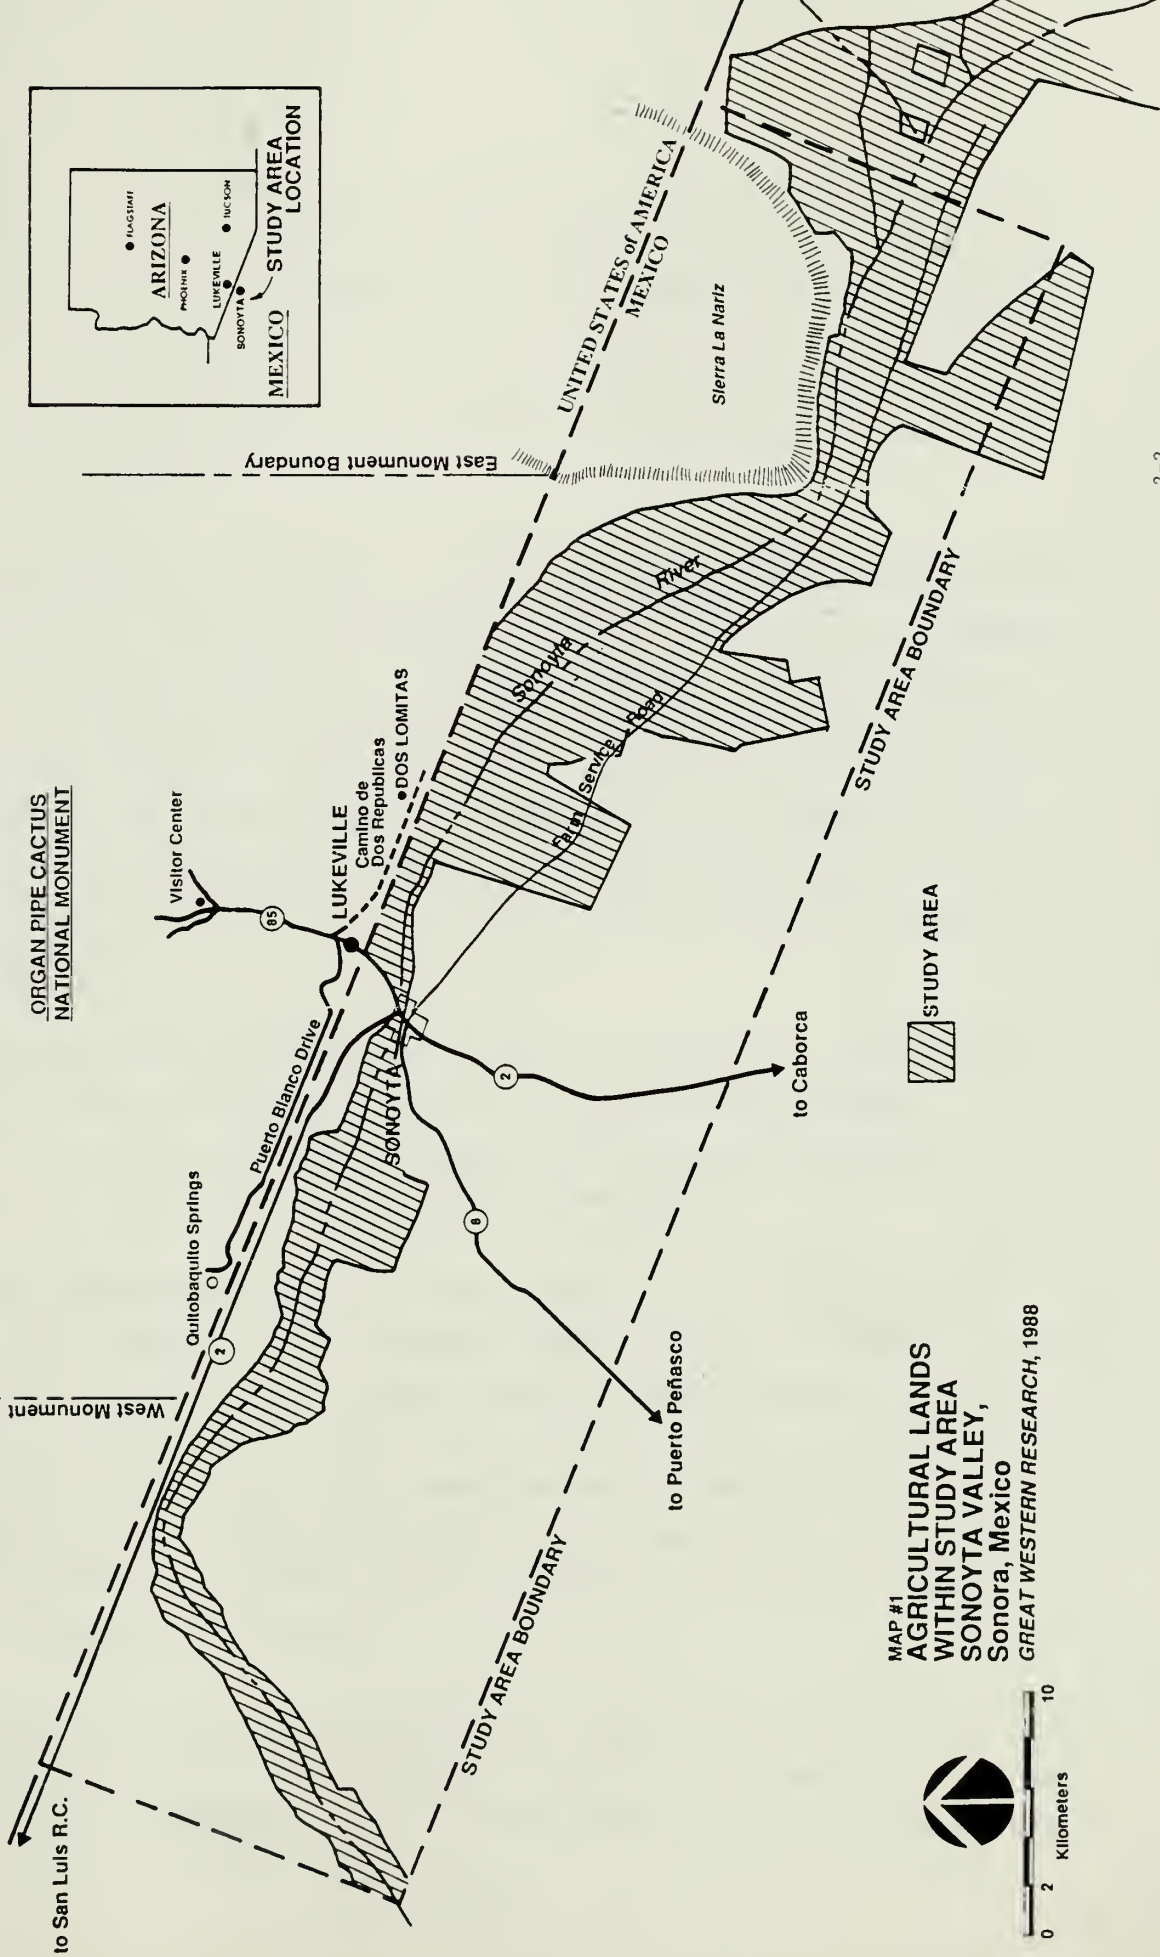 ORGAN PIPE CACTUS
NATIONAL MONUMENT
FLAGSTAFF
ARIZONA
PHOENIX
LUKEVILLE
TUCSON
SONOYTA
MEXICO
STUDY AREA
LOCATION
to San Luis R.C.
West Monument
East Monument Boundary
Visitor Center
85
LUKEVILLE
Camino de
Dos Republicas
DOS LOMITAS
Quitobaquito Springs
Puerto Blanco Drive
2
SONOYTA
UNITED STATES of AMERICA
MEXICO
Sierra La Nariz
Sonoyta
River
Farm Service Road
2
8
to Caborca
to Puerto Peñasco
STUDY AREA BOUNDARY
STUDY AREA BOUNDARY
STUDY AREA
MAP #1
AGRICULTURAL LANDS
WITHIN STUDY AREA
SONOYTA VALLEY,
Sonora, Mexico
GREAT WESTERN RESEARCH, 1988
0 2 10
Kilometers